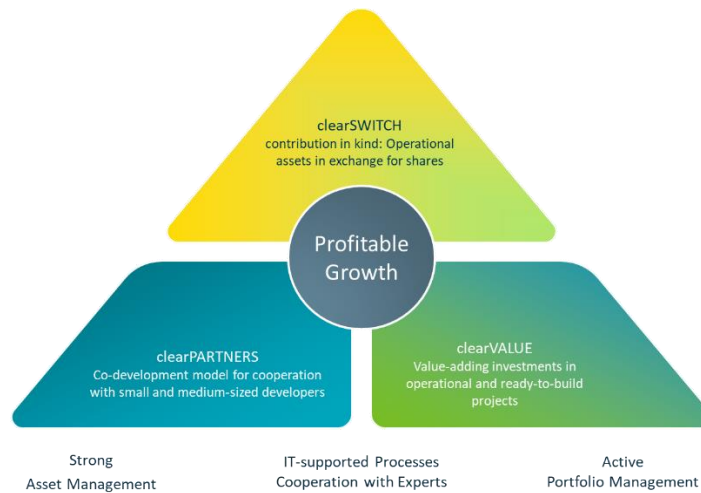 clearSWITCH
contribution in kind: Operational
assets in exchange for shares
Profitable
Growth
clearPARTNERS
Co-development model for cooperation
with small and medium-sized developers
clearVALUE
Value-adding investments in
operational and ready-to-build
projects
Strong
Asset Management
IT-supported Processes
Cooperation with Experts
Active
Portfolio Management